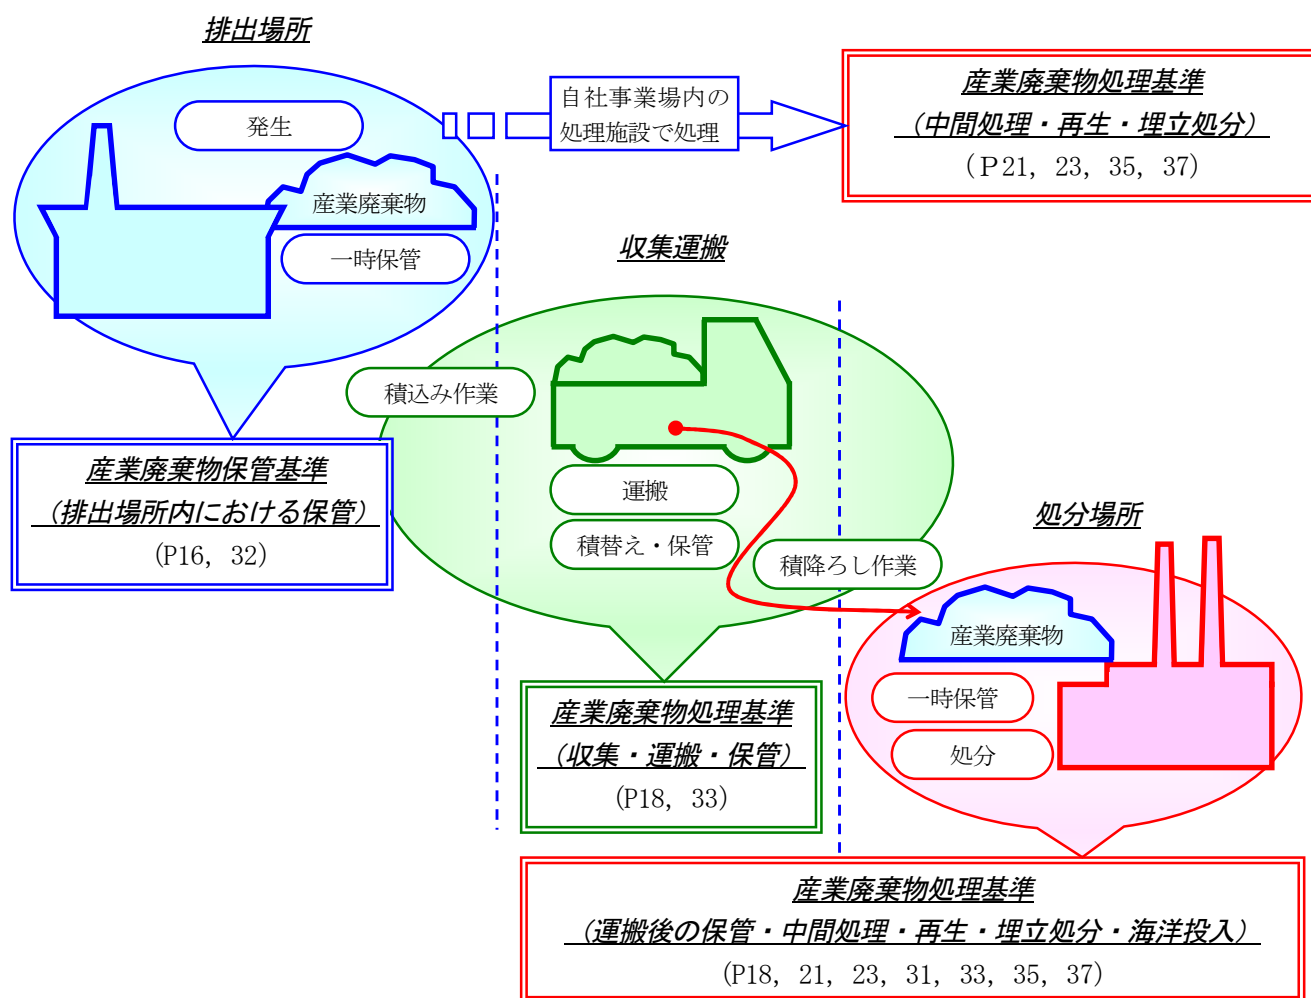 排出場所
発生
産業廃棄物
一時保管
自社事業場内の
処理施設で処理
産業廃棄物処理基準
(中間処理・再生・埋立処分)
(P21, 23, 35, 37)
収集運搬
積込み作業
運搬
積替え・保管
積降ろし作業
産業廃棄物保管基準
(排出場所内における保管)
(P16, 32)
処分場所
産業廃棄物
一時保管
処分
産業廃棄物処理基準
(収集・運搬・保管)
(P18, 33)
産業廃棄物処理基準
(運搬後の保管・中間処理・再生・埋立処分・海洋投入)
(P18, 21, 23, 31, 33, 35, 37)